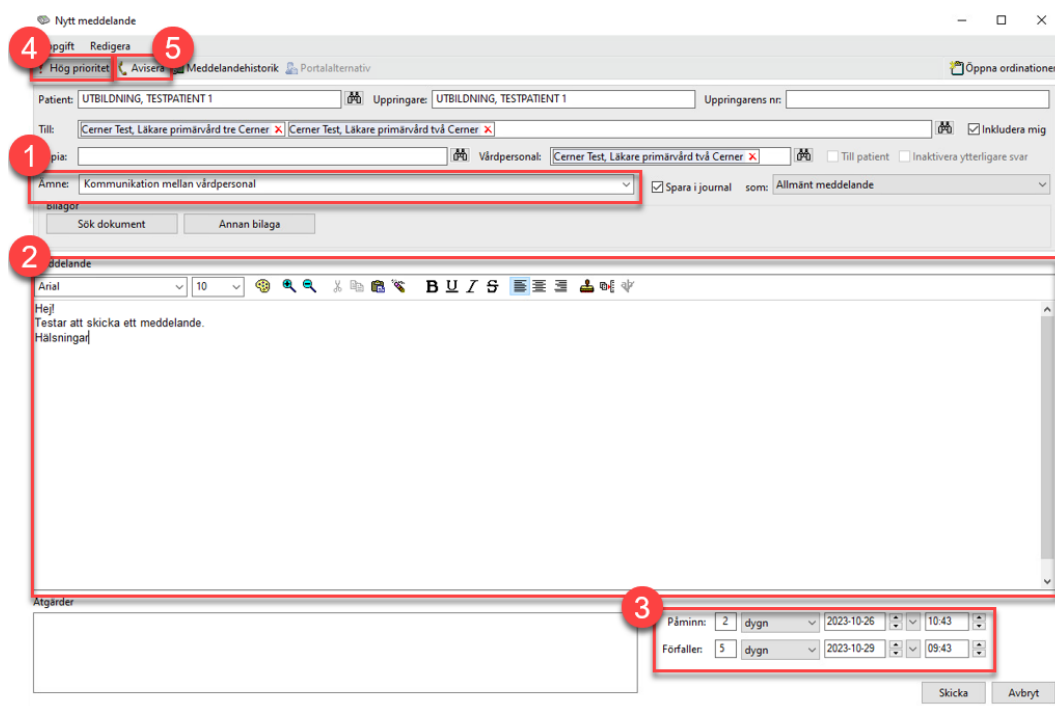 Nytt meddelande
4
5
ppgift Redigera
! Hög prioritet Avisera Meddelandehistorik Portalalternativ Öppna ordinationer
Patient: UTBILDNING, TESTPATIENT 1 Uppringare: UTBILDNING, TESTPATIENT 1 Uppringarens nr:
Till: Cerner Test, Läkare primärvård tre Cerner Cerner Test, Läkare primärvård två Cerner Inkludera mig
1
pia: Vårdpersonal: Cerner Test, Läkare primärvård två Cerner Till patient Inaktivera ytterligare svar
Ämne: Kommunikation mellan vårdpersonal Spara i journal som: Allmänt meddelande
Bilagor
Sök dokument Annan bilaga
2
eddelande
Arial 10 B U I S
Hej!
Testar att skicka ett meddelande.
Hälsningar
Åtgärder
3
Påminn: 2 dygn 2023-10-26 10:43
Förfaller: 5 dygn 2023-10-29 09:43
Skicka Avbryt